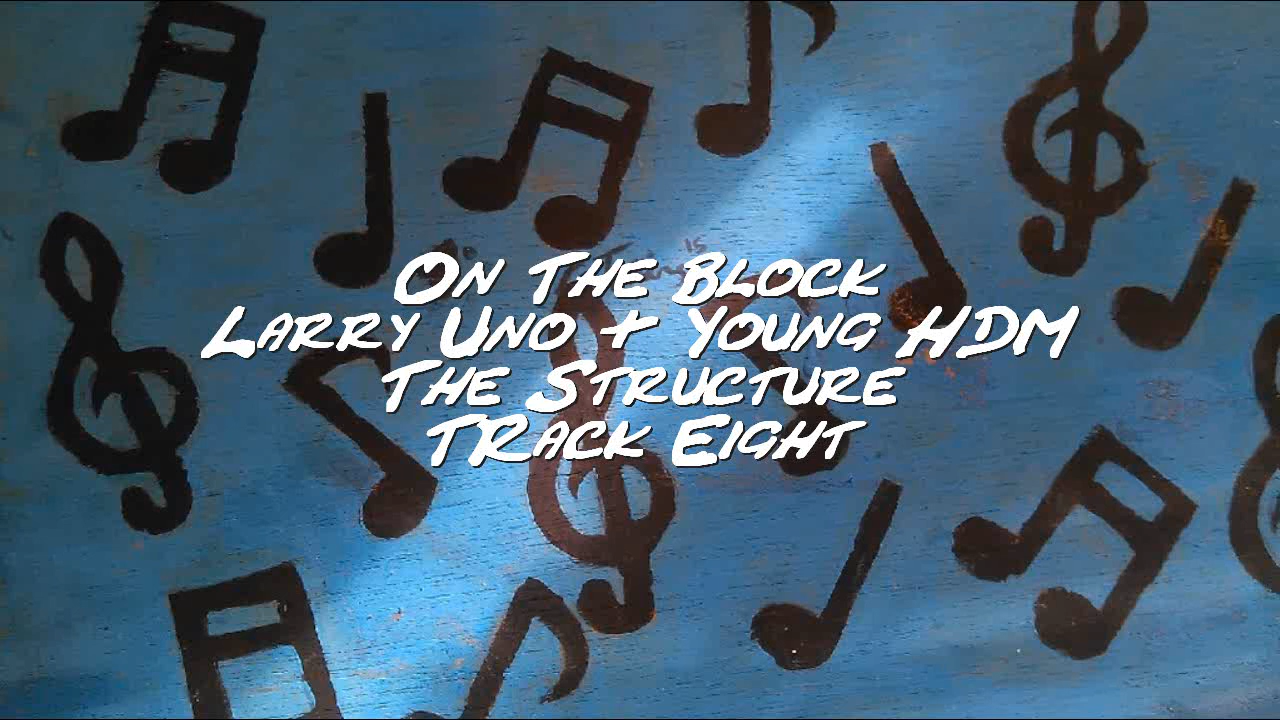 On The Block
Larry Uno + Young HDM
The Structure
TRack Eight